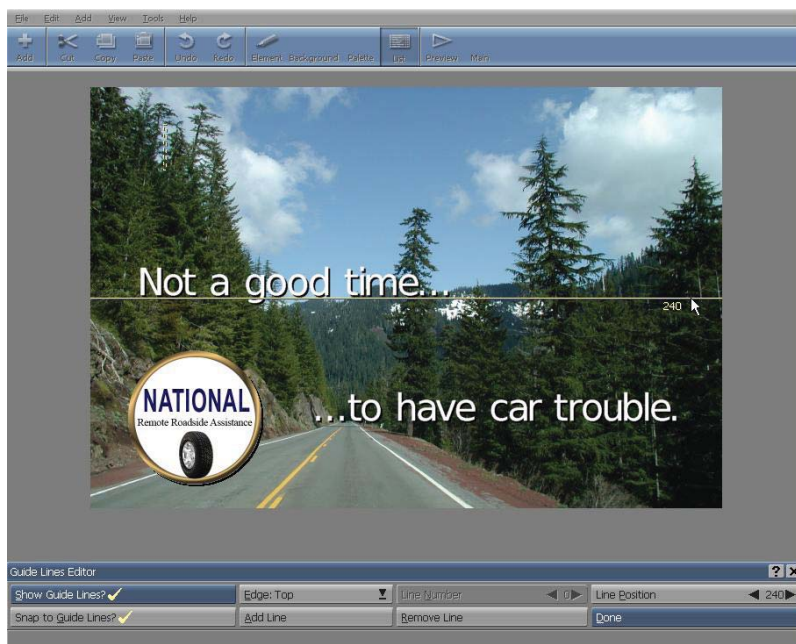 File Edit Add View Tools Help
Add Cut Copy Paste Undo Redo Element Background Palette List Preview Main
Not a good time...
240
NATIONAL
Remote Roadside Assistance
...to have car trouble.
Guide Lines Editor ? X
Show Guide Lines? Edge: Top Line Number 0 Line Position 240
Snap to Guide Lines? Add Line Remove Line Done